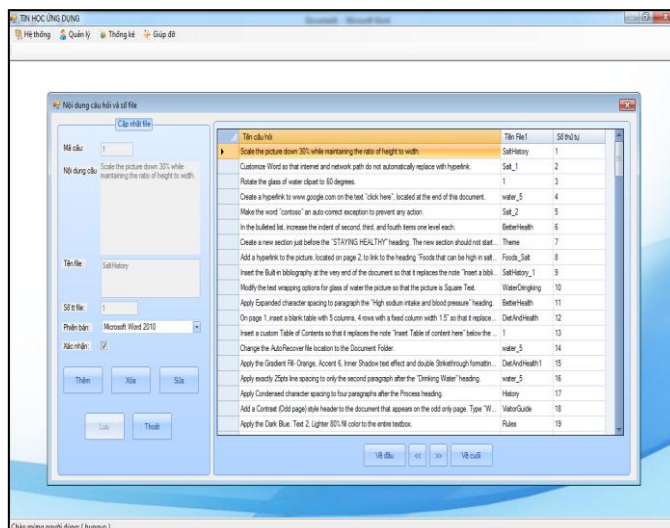 TIN HỌC ỨNG DỤNG
Hệ thống Quản lý Thống kê Giúp đỡ
Nội dung câu hỏi và số file
Cập nhật file
Mã câu: 1
Nội dung câu Scale the picture down 30% while maintaining the ratio of height to width.
Tên file: SaltHistory
Số tt file: 1
Phiên bản: Microsoft Word 2010
Xác nhận:
Thêm Xóa Sửa
Lưu Thoát
Tên câu hỏi Tên File1 Số thứ tự
Scale the picture down 30% while maintaining the ratio of height to width. SaltHistory 1
Customize Word so that internet and network path do not automatically replace with hyperlink. Salt_1 2
Rotate the glass of water clipart to 60 degrees. 1 3
Create a hyperlink to www.google.com on the text "click here", located at the end of this document. water_5 4
Make the word "contoso" an auto-correct exception to prevent any action. Salt_2 5
In the bulleted list, increase the indent of second, third, and fourth items one level each. BetterHealth 6
Create a new section just before the "STAYING HEALTHY" heading. The new section should not start... Theme 7
Add a hyperlink to the picture, located on page 2, to link to the heading "Foods that can be high in salt... Foods_Salt 8
Insert the Built-in bibliography at the very end of the document so that it replaces the note "Insert a bibl... SaltHistory_1 9
Modify the text wrapping options for glass of water the picture so that the picture is Square Text. WaterDringking 10
Apply Expanded character spacing to paragraph the "High sodium intake and blood pressure" heading. BetterHealth 11
On page 1, insert a blank table with 5 columns, 4 rows with a fixed column width 1.5" so that it replace... DietAndHealth 12
Insert a custom Table of Contents so that it replaces the note "Insert Table of content here" below the ... 1 13
Change the AutoRecover file location to the Document Folder. water_5 14
Apply the Gradient Fill- Orange, Accent 6, Inner Shadow text effect and double Strikethrough formattin... DietAndHealth1 15
Apply exactly 25pts line spacing to only the second paragraph after the "Drinking Water" heading. water_5 16
Apply Condensed character spacing to four paragraphs after the Process heading. History 17
Add a Contrast (Odd page) style header to the document that appears on the odd only page. Type "W... VisitorGuide 18
Apply the Dark Blue, Text 2, Lighter 80% fill color to the entire textbox. Rules 19
Về đầu << >> Về cuối
Chào mừng người dùng: ( hungvp )